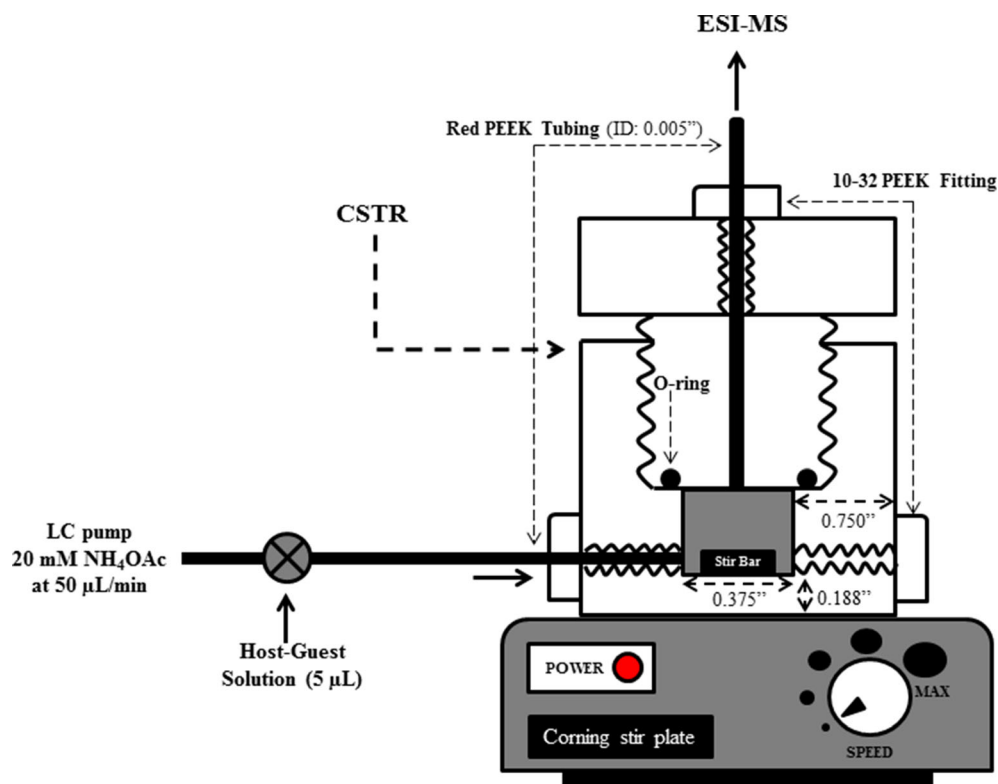 ESI-MS
Red PEEK Tubing (ID: 0.005”)
10-32 PEEK Fitting
CSTR
O-ring
LC pump
20 mM NH₄OAc
at 50 µL/min
0.750”
Stir Bar
0.375”
0.188”
Host-Guest
Solution (5 µL)
POWER
MAX
Corning stir plate
SPEED